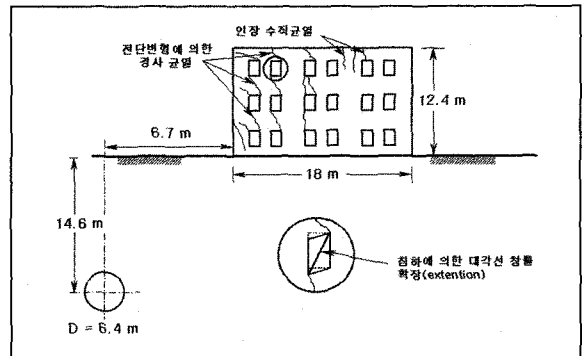 인장 수직균열
전단변형에 의한
경사 균열
12.4 m
6.7 m
18 m
14.6 m
침하에 의한 대각선 창틀
확장(extention)
D = 6.4 m